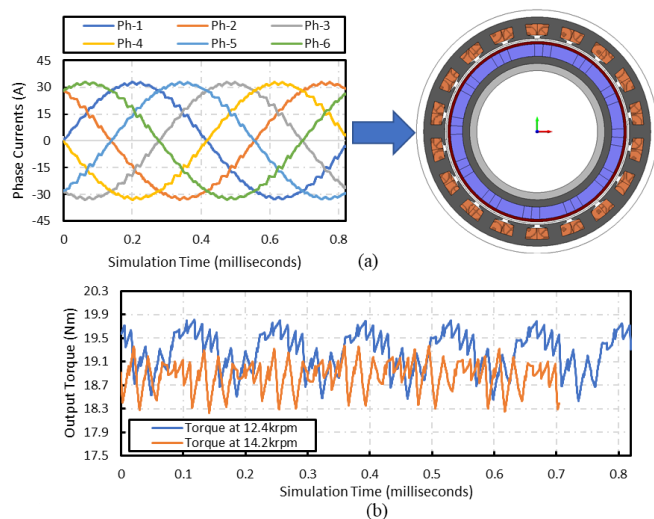 Ph-1 Ph-2 Ph-3
Ph-4 Ph-5 Ph-6
Phase Currents (A)
45
30
15
0
-15
-30
-45
0 0.2 0.4 0.6 0.8
Simulation Time (milliseconds)
(a)
Output Torque (Nm)
20.3
19.5
19.1
18.7
18.3
17.9
17.5
Torque at 12.4krpm
Torque at 14.2krpm
0 0.1 0.2 0.3 0.4 0.5 0.6 0.7 0.8
Simulation Time (milliseconds)
(b)